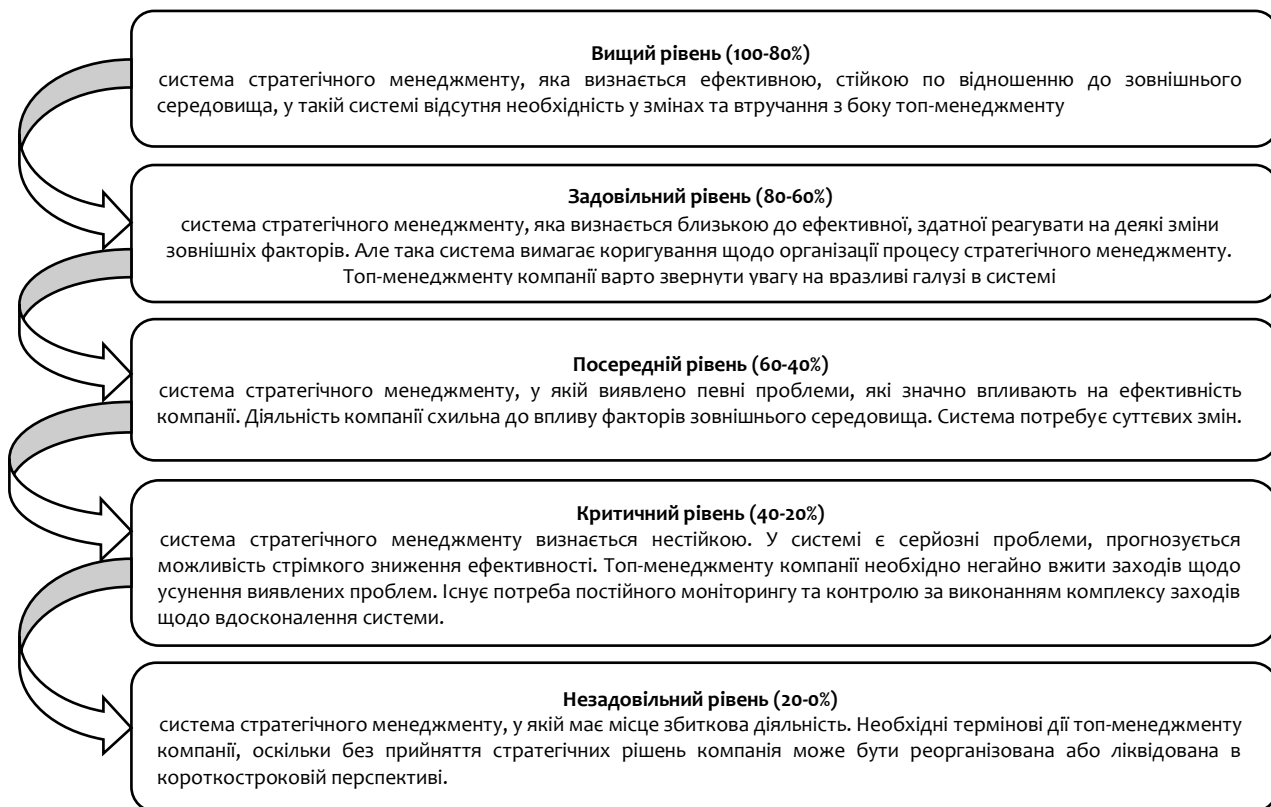 Вищий рівень (100-80%)
система стратегічного менеджменту, яка визнається ефективною, стійкою по відношенню до зовнішнього
середовища, у такій системі відсутня необхідність у змінах та втручання з боку топ-менеджменту
Задовільний рівень (80-60%)
система стратегічного менеджменту, яка визнається близькою до ефективної, здатної реагувати на деякі зміни
зовнішніх факторів. Але така система вимагає коригування щодо організації процесу стратегічного менеджменту.
Топ-менеджменту компанії варто звернути увагу на вразливі галузі в системі
Посередній рівень (60-40%)
система стратегічного менеджменту, у якій виявлено певні проблеми, які значно впливають на ефективність
компанії. Діяльність компанії схильна до впливу факторів зовнішнього середовища. Система потребує суттєвих змін.
Критичний рівень (40-20%)
система стратегічного менеджменту визнається нестійкою. У системі є серйозні проблеми, прогнозується
можливість стрімкого зниження ефективності. Топ-менеджменту компанії необхідно негайно вжити заходів щодо
усунення виявлених проблем. Існує потреба постійного моніторингу та контролю за виконанням комплексу заходів
щодо вдосконалення системи.
Незадовільний рівень (20-0%)
система стратегічного менеджменту, у якій має місце збиткова діяльність. Необхідні термінові дії топ-менеджменту
компанії, оскільки без прийняття стратегічних рішень компанія може бути реорганізована або ліквідована в
короткостроковій перспективі.